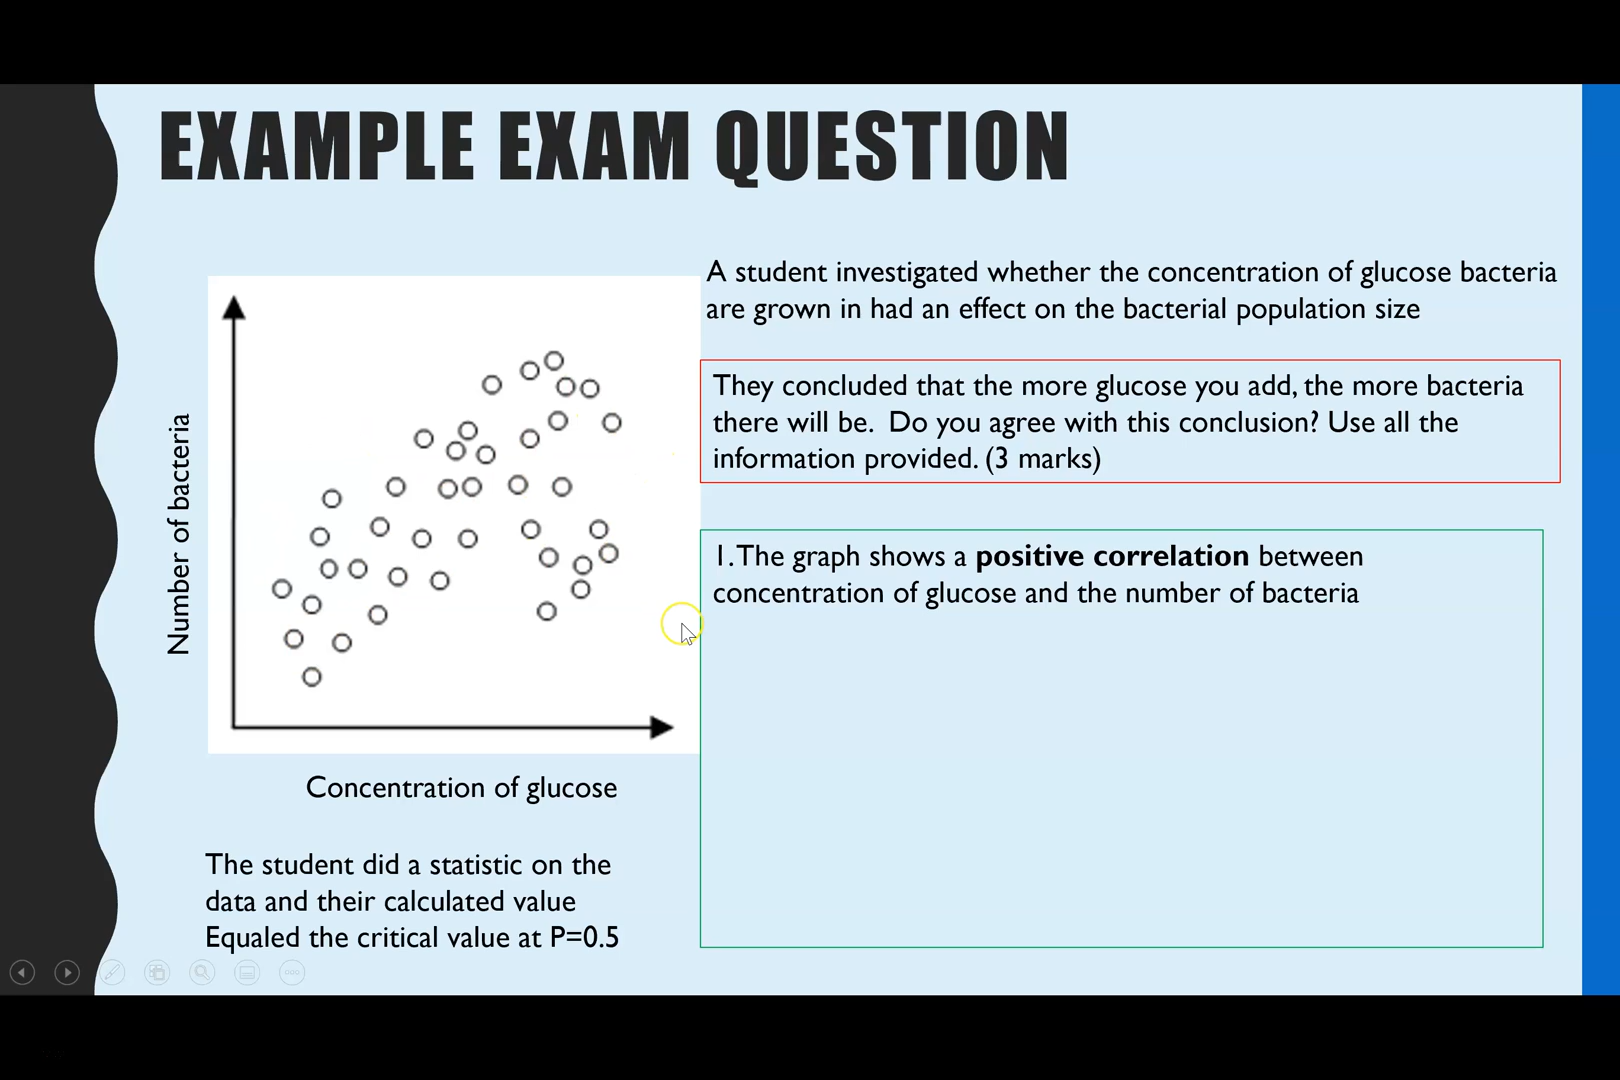 EXAMPLE EXAM QUESTION
A student investigated whether the concentration of glucose bacteria
are grown in had an effect on the bacterial population size
They concluded that the more glucose you add, the more bacteria
there will be.  Do you agree with this conclusion? Use all the
information provided. (3 marks)
1. The graph shows a positive correlation between
concentration of glucose and the number of bacteria
Number of bacteria
Concentration of glucose
The student did a statistic on the
data and their calculated value
Equaled the critical value at P=0.5